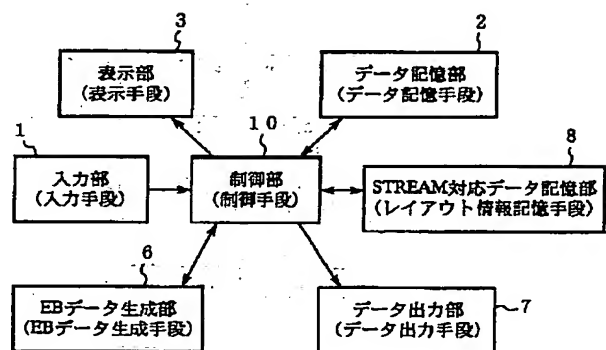 3
表示部
(表示手段)
2
データ記憶部
(データ記憶手段)
1
入力部
(入力手段)
10
制御部
(制御手段)
8
STREAM対応データ記憶部
(レイアウト情報記憶手段)
6
EBデータ生成部
(EBデータ生成手段)
データ出力部
(データ出力手段)
7